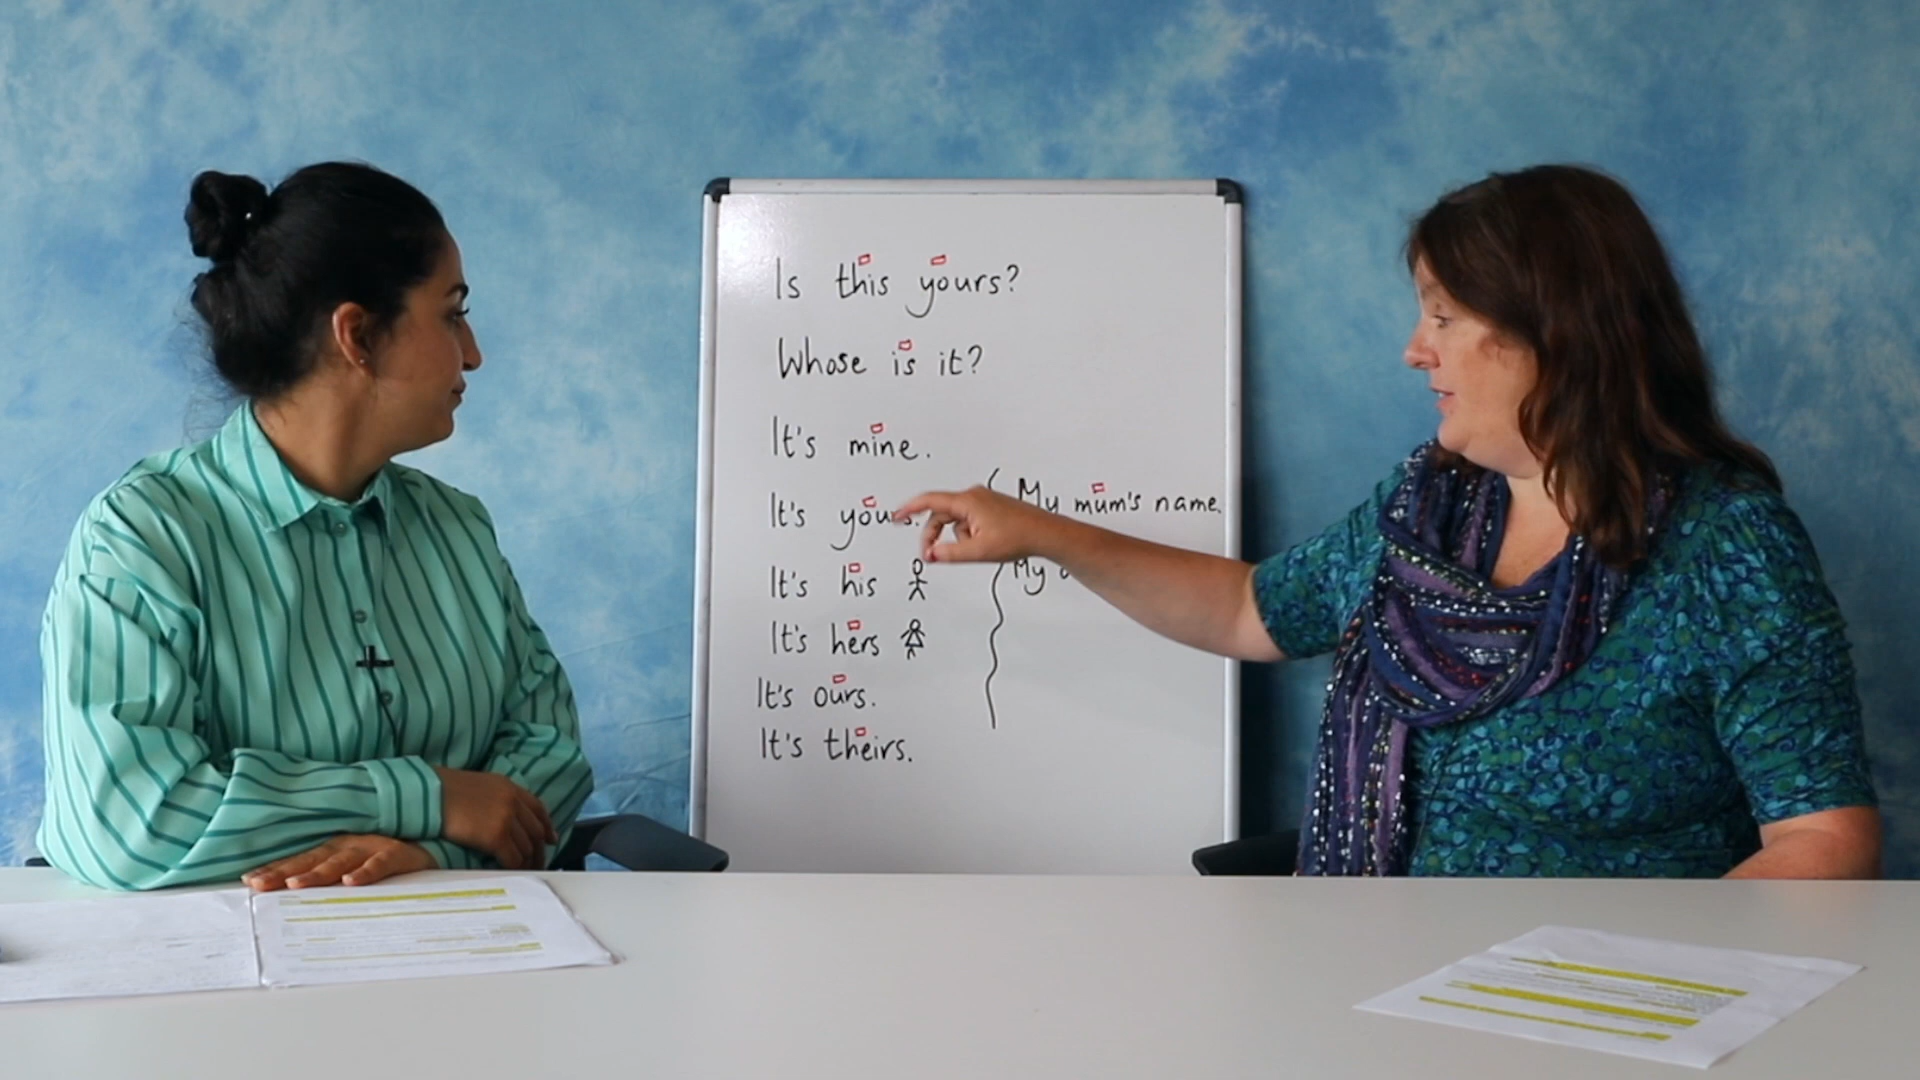 Is this yours?
Whose is it?
It's mine.
It's yours.
It's his
It's hers
It's ours.
It's theirs.
My mum's name.
My